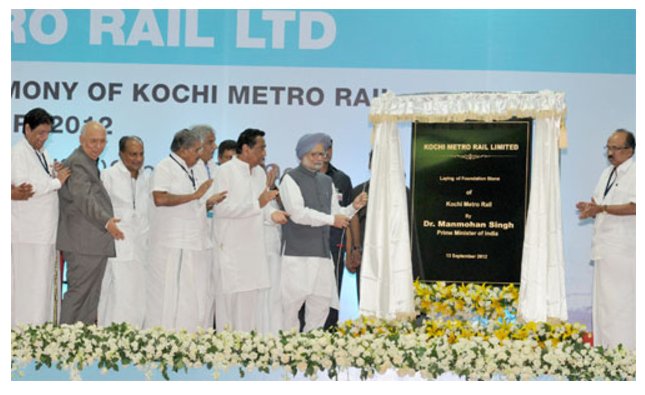 RO RAIL LTD
MONY OF KOCHI METRO RAIL
2012
KOCHI METRO RAIL LIMITED
Laying of Foundation Stone
of
Kochi Metro Rail
By
Dr. Manmohan Singh
Prime Minister of India
13 September 2012